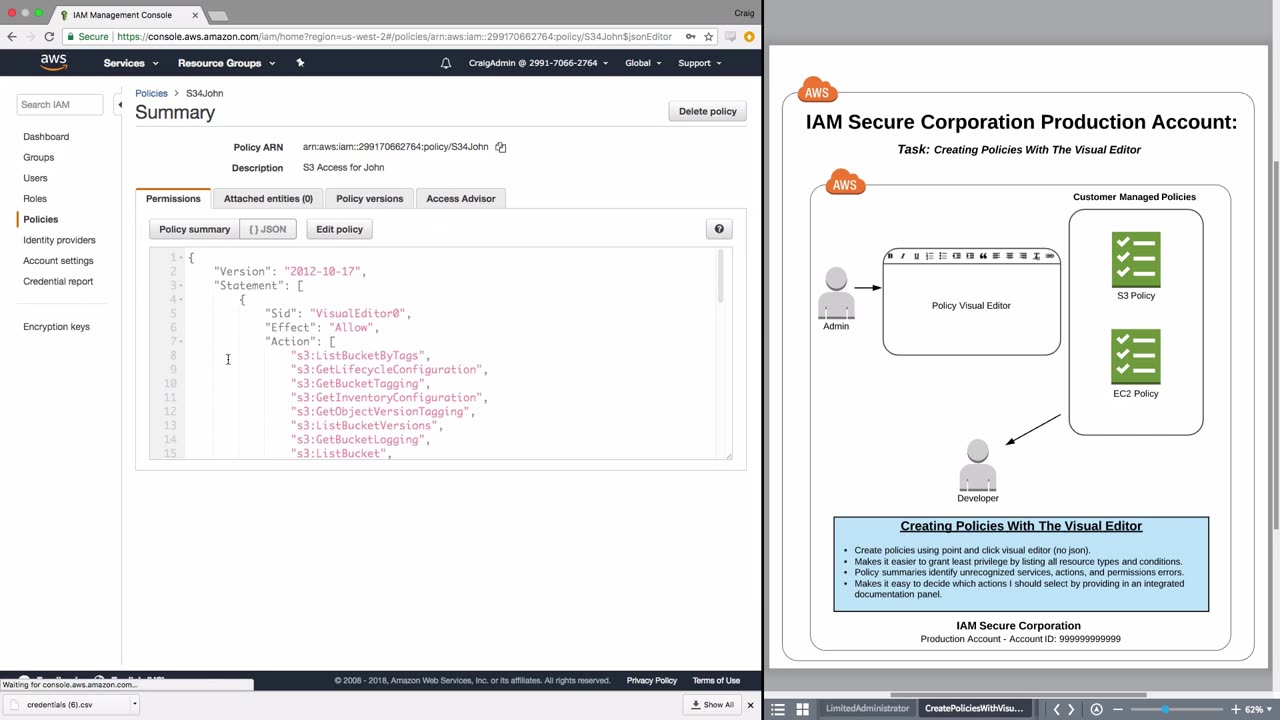 IAM Management Console
Craig
Secure
https://console.aws.amazon.com/iam/home?region=us-west-2#/policies/arn:aws:iam::299170662764:policy/S34John$jsonEditor
aws
Services
Resource Groups
CraigAdmin @ 2991-7066-2764
Global
Support
Search IAM
Dashboard
Groups
Users
Roles
Policies
Identity providers
Account settings
Credential report
Encryption keys
Policies > S34John
Summary
Delete policy
Policy ARN arn:aws:iam::299170662764:policy/S34John
Description S3 Access for John
Permissions
Attached entities (0)
Policy versions
Access Advisor
Policy summary
{ } JSON
Edit policy
?
1 {
2 "Version": "2012-10-17",
3 "Statement": [
4 {
5 "Sid": "VisualEditor0",
6 "Effect": "Allow",
7 "Action": [
8 "s3:ListBucketByTags",
9 "s3:GetLifecycleConfiguration",
10 "s3:GetBucketTagging",
11 "s3:GetInventoryConfiguration",
12 "s3:GetObjectVersionTagging",
13 "s3:ListBucketVersions",
14 "s3:GetBucketLogging",
15 "s3:ListBucket",
© 2008 - 2018, Amazon Web Services, Inc. or its affiliates. All rights reserved.
Privacy Policy
Terms of Use
Waiting for console.aws.amazon.com...
credentials (6).csv
Show All
AWS
IAM Secure Corporation Production Account:
Task: Creating Policies With The Visual Editor
AWS
Customer Managed Policies
Admin
Policy Visual Editor
S3 Policy
EC2 Policy
Developer
Creating Policies With The Visual Editor
• Create policies using point and click visual editor (no json).
• Makes it easier to grant least privilege by listing all resource types and conditions.
• Policy summaries identify unrecognized services, actions, and permissions errors.
• Makes it easy to decide which actions I should select by providing in an integrated
documentation panel.
IAM Secure Corporation
Production Account - Account ID: 999999999999
LimitedAdministrator
CreatePoliciesWithVisu...
62%